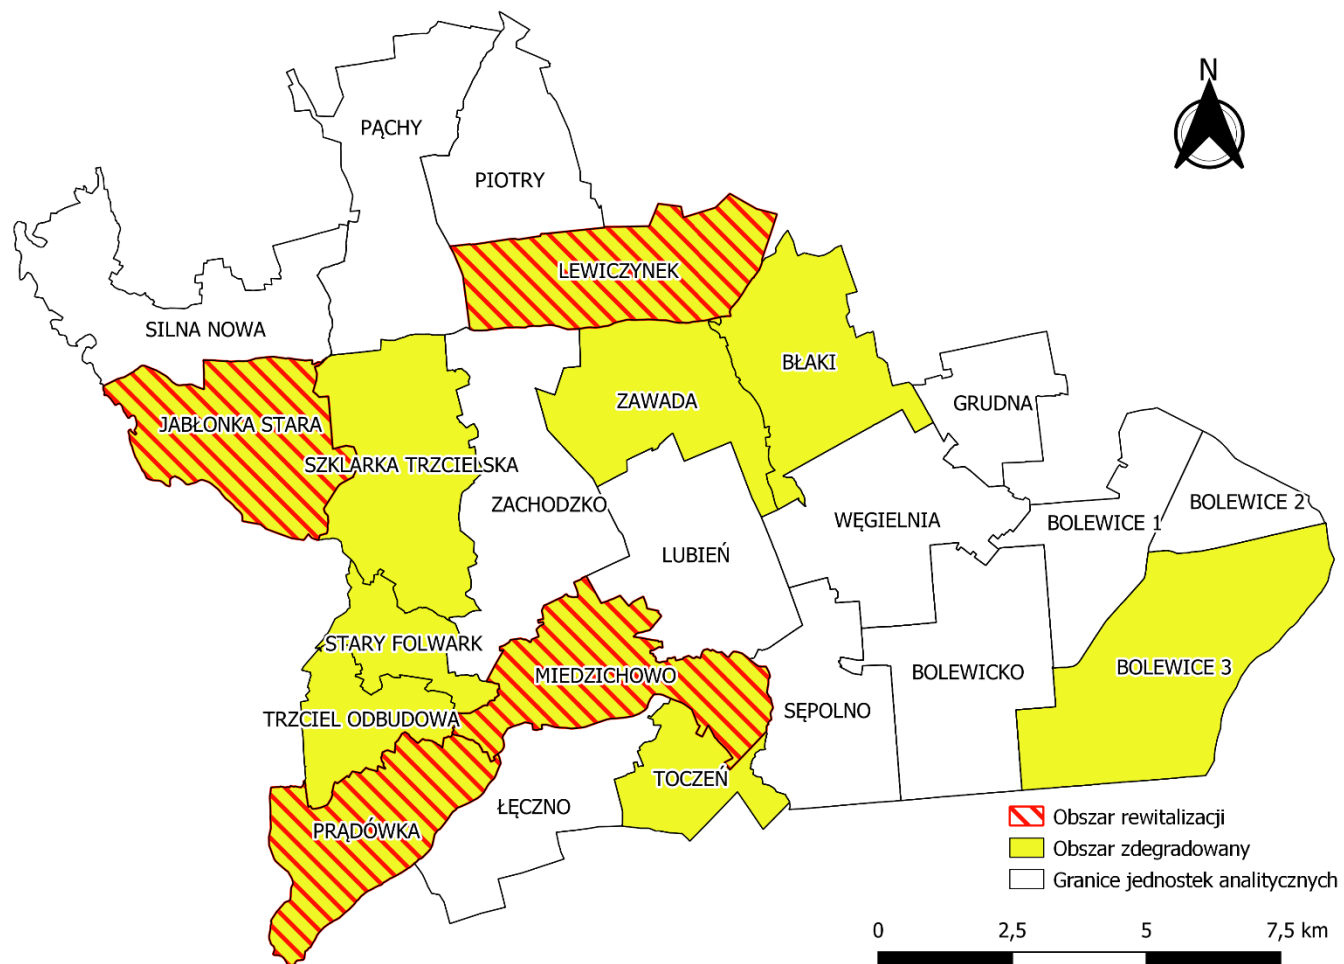 N
PĄCHY
PIOTRY
LEWICZYNEK
SILNA NOWA
BŁAKI
ZAWADA
GRUDNA
JABŁONKA STARA
SZKLARKA TRZCIELSKA
ZACHODZKO
BOLEWICE 2
WĘGIELNIA
BOLEWICE 1
LUBIEŃ
STARY FOLWARK
BOLEWICE 3
MIEDZICHOWO
BOLEWICKO
SĘPOLNO
TRZCIEL ODBUDOWA
TOCZEŃ
ŁĘCZNO
PRĄDÓWKA
Obszar rewitalizacji
Obszar zdegradowany
Granice jednostek analitycznych
0 2,5 5 7,5 km